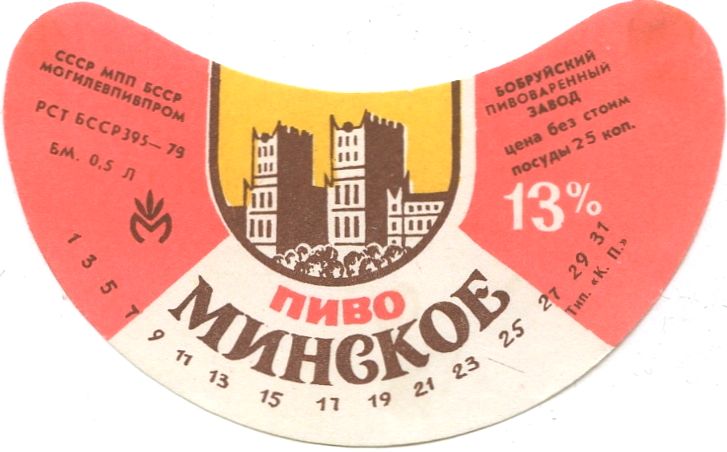 СССР МПП БССР
МОГИЛЕВПИВПРОМ
РСТ БССР395—79
БМ. 0,5 Л
БОБРУЙСКИЙ
ПИВОВАРЕННЫЙ
ЗАВОД
цена без стоим
посуды 25 коп.
13%
ПИВО
МИНСКОЕ
1 3 5 7 9 11 13 15 17 19 21 23 25 27 29 31
Тип. «К. П.»